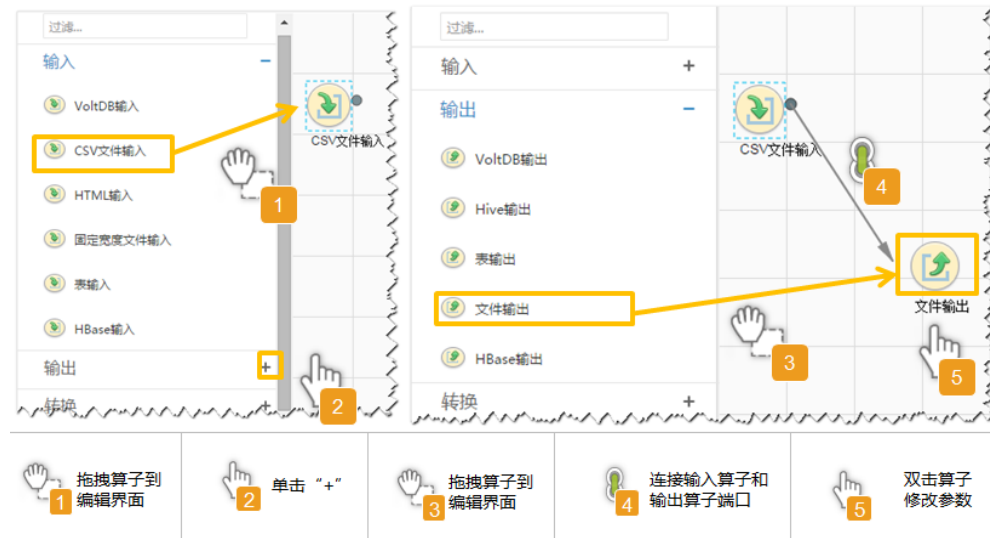 过滤...
输入 −
VoltDB输入
CSV文件输入
HTML输入
固定宽度文件输入
表输入
HBase输入
输出 +
转换 +
CSV文件输入
1
2
过滤...
输入 +
输出 −
VoltDB输出
Hive输出
表输出
文件输出
HBase输出
转换 +
CSV文件输入
4
文件输出
3
5
1 拖拽算子到
编辑界面
2 单击“+”
3 拖拽算子到
编辑界面
4 连接输入算子和
输出算子端口
5 双击算子
修改参数